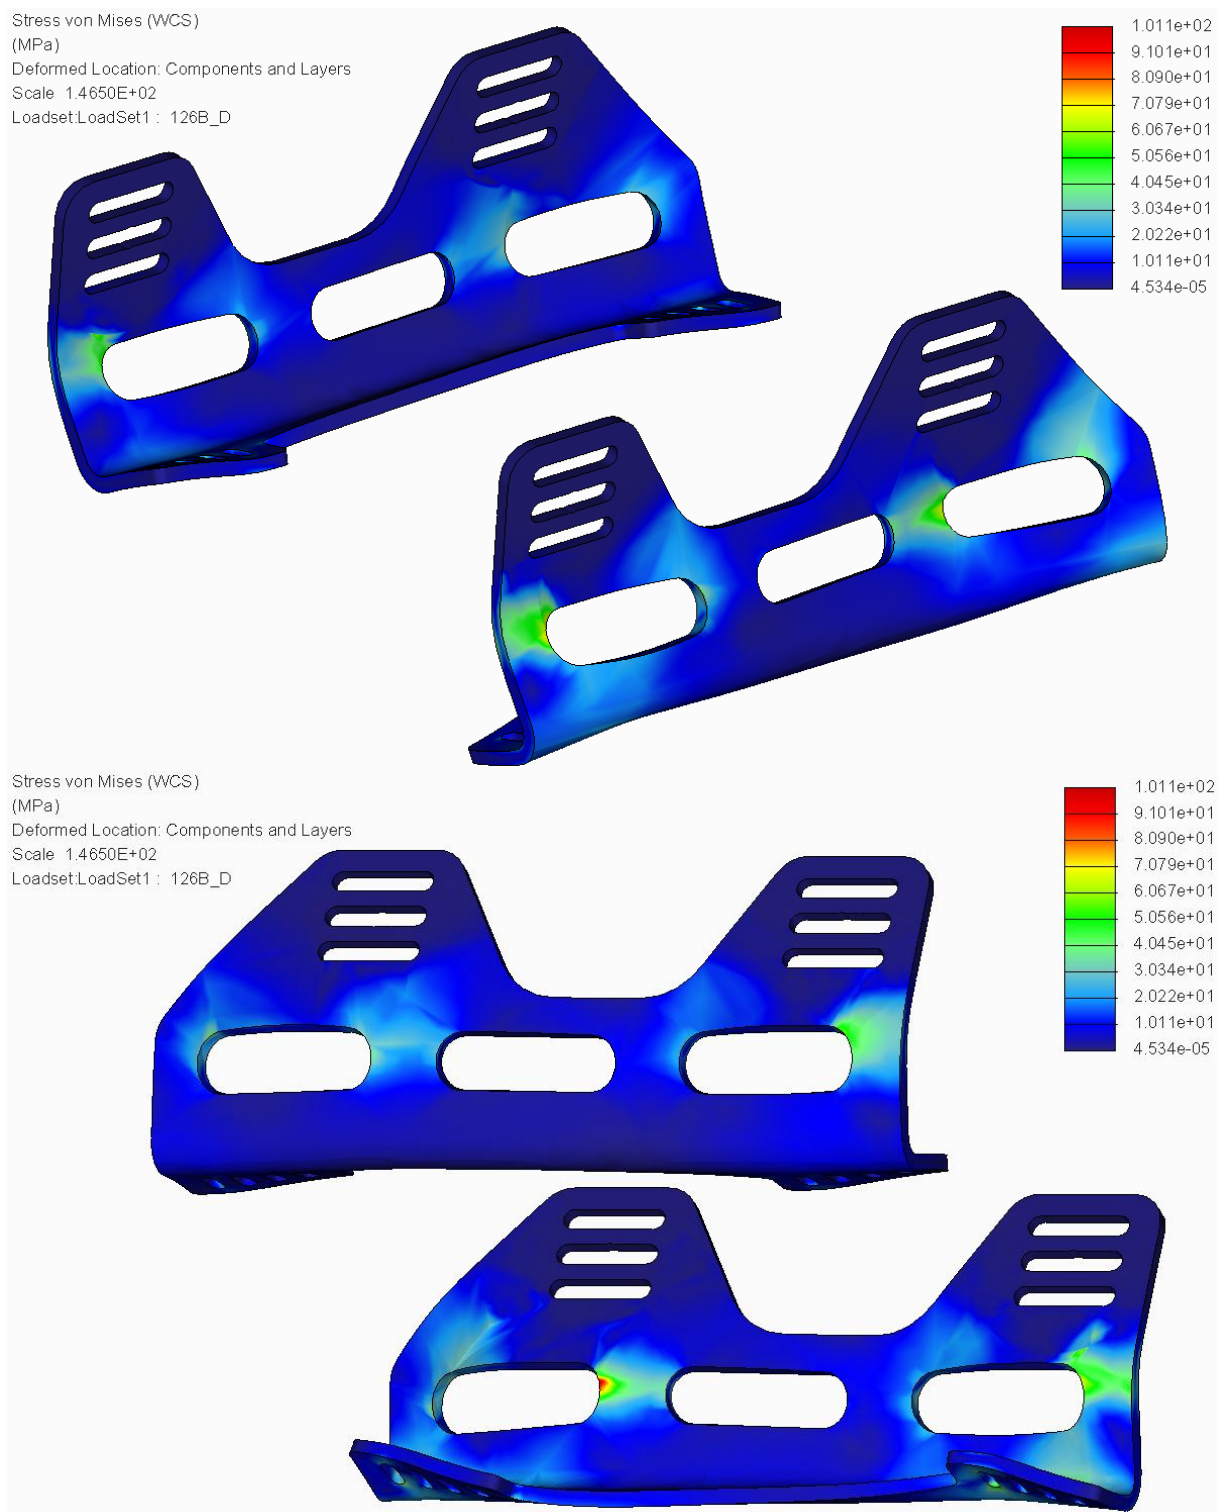 Stress von Mises (WCS)
(MPa)
Deformed Location: Components and Layers
Scale 1.4650E+02
Loadset:LoadSet1 : 126B_D
1.011e+02
9.101e+01
8.090e+01
7.079e+01
6.067e+01
5.056e+01
4.045e+01
3.034e+01
2.022e+01
1.011e+01
4.534e-05
Stress von Mises (WCS)
(MPa)
Deformed Location: Components and Layers
Scale 1.4650E+02
Loadset:LoadSet1 : 126B_D
1.011e+02
9.101e+01
8.090e+01
7.079e+01
6.067e+01
5.056e+01
4.045e+01
3.034e+01
2.022e+01
1.011e+01
4.534e-05